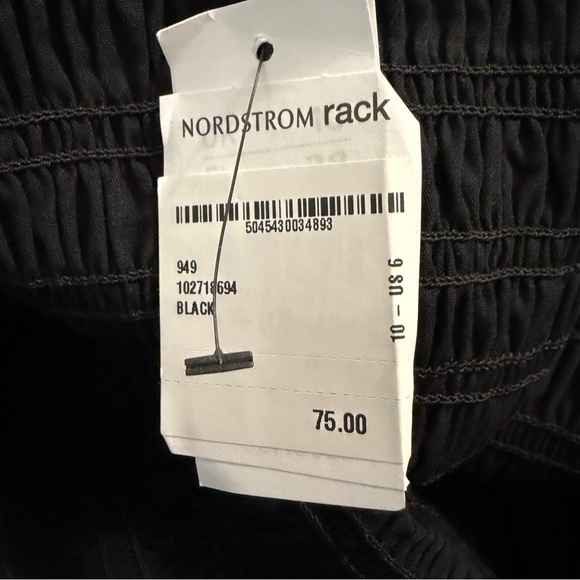 NORDSTROM rack
5045430034893
949
102718694
BLACK
10 - US 6
75.00